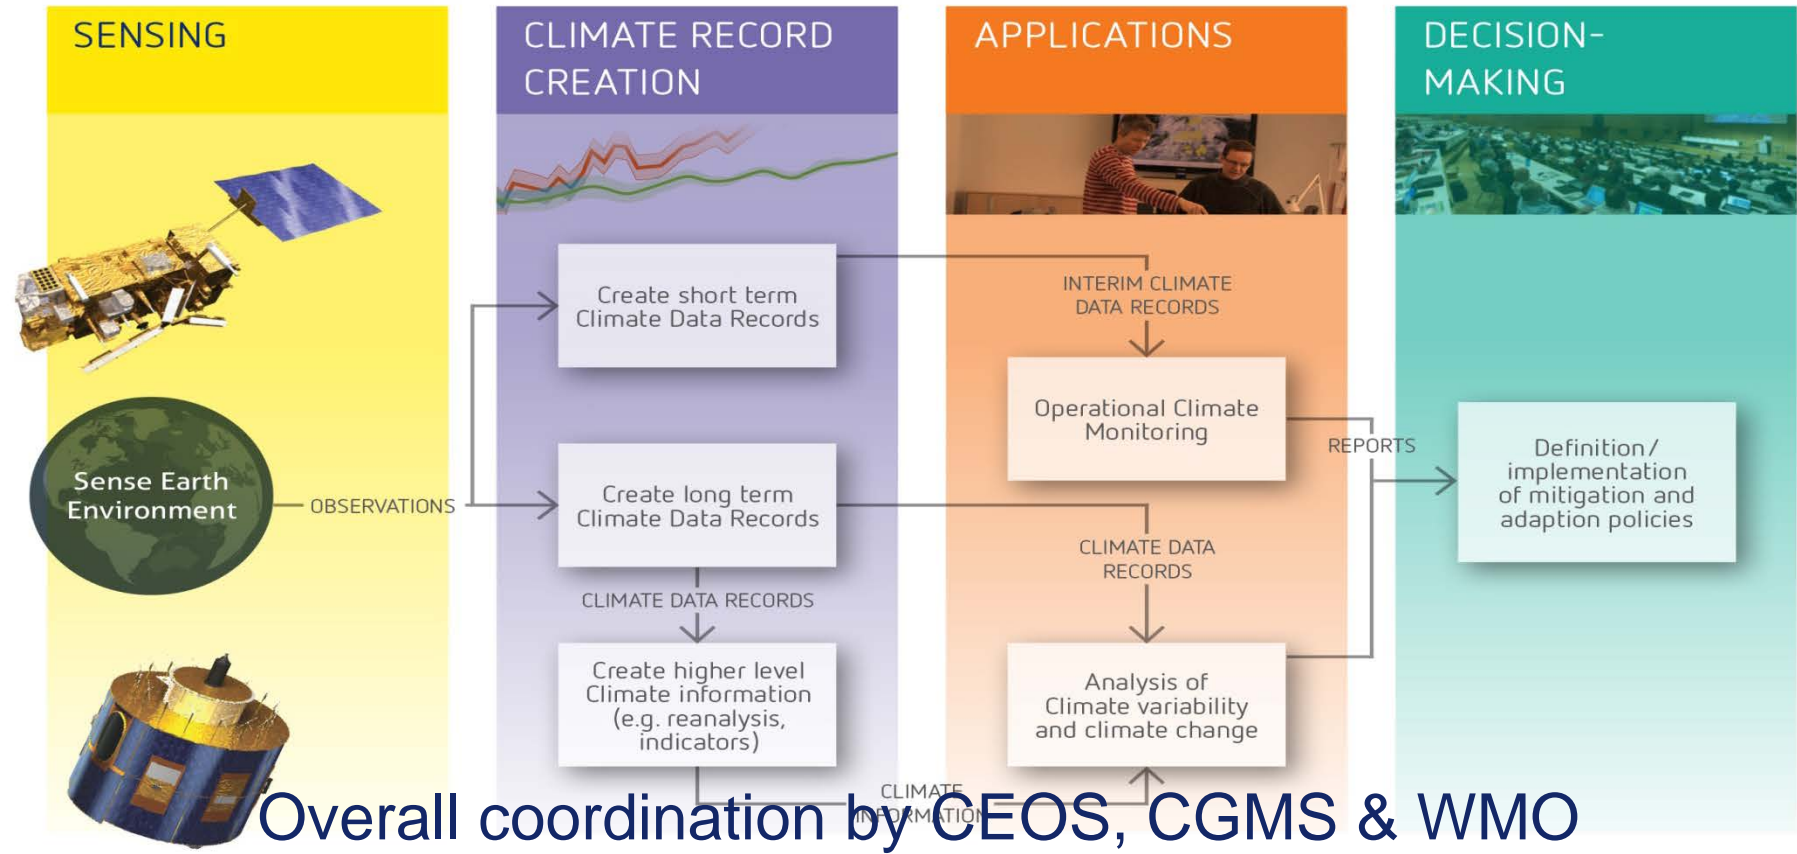 SENSING
CLIMATE RECORD
CREATION
APPLICATIONS
DECISION-
MAKING
Create short term
Climate Data Records
INTERIM CLIMATE
DATA RECORDS
Operational Climate
Monitoring
REPORTS
Definition/
implementation
of mitigation and
adaption policies
Sense Earth
Environment
OBSERVATIONS
Create long term
Climate Data Records
CLIMATE DATA
RECORDS
CLIMATE DATA RECORDS
Create higher level
Climate information
(e.g. reanalysis,
indicators)
Analysis of
Climate variability
and climate change
CLIMATE
INFORMATION
Overall coordination by CEOS, CGMS & WMO